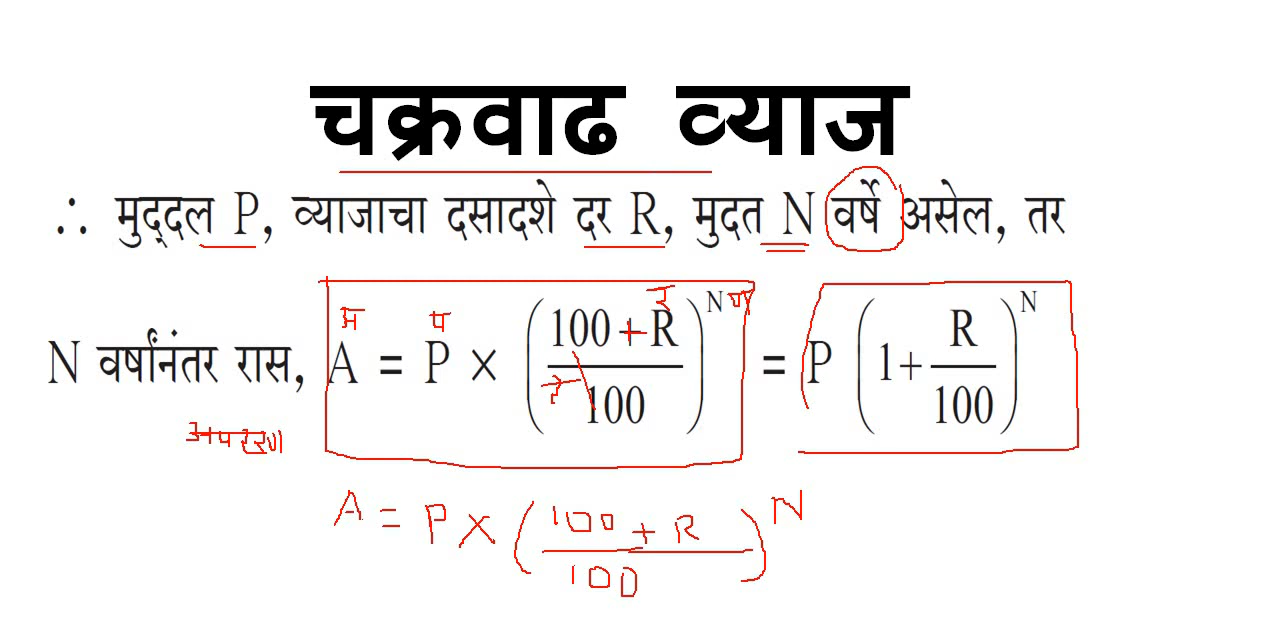 चक्रवाढ व्याज
∴ मुद्दल P, व्याजाचा दसादशे दर R, मुदत N वर्षे असेल, तर
N वर्षांनंतर रास, A = P × ( (100 + R) / 100 )^N = P ( 1 + R / 100 )^N
A = P × ( (100 + R) / 100 )^N